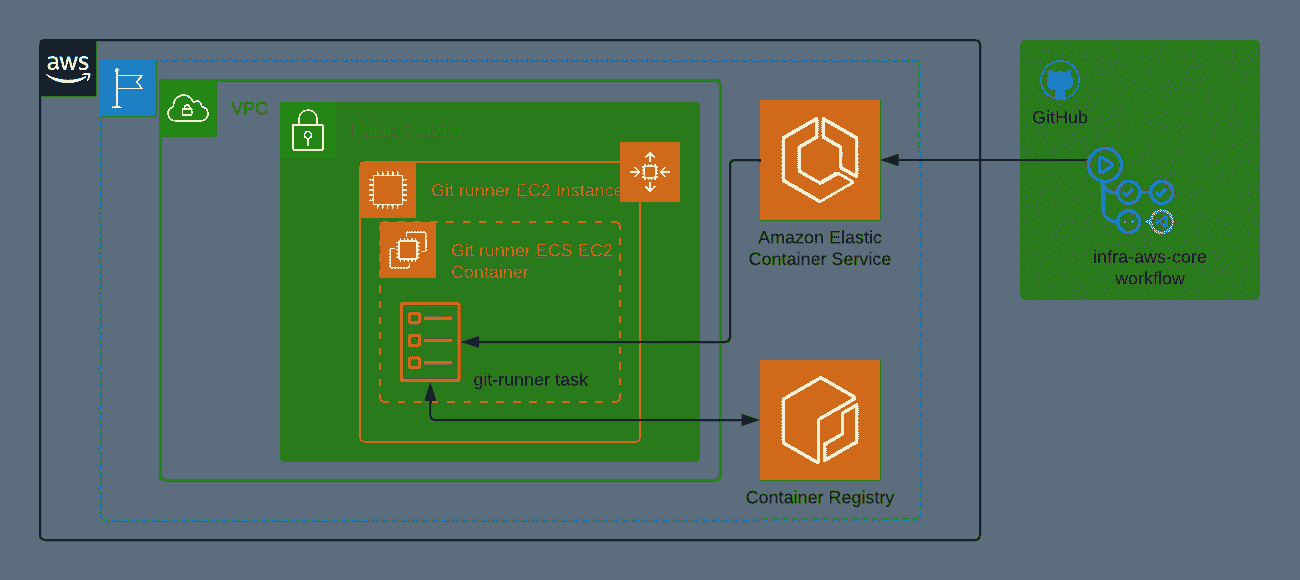 aws
VPC
Public Subnet
Git runner EC2 Instance
Git runner ECS EC2
Container
git-runner task
Amazon Elastic
Container Service
Container Registry
GitHub
infra-aws-core
workflow